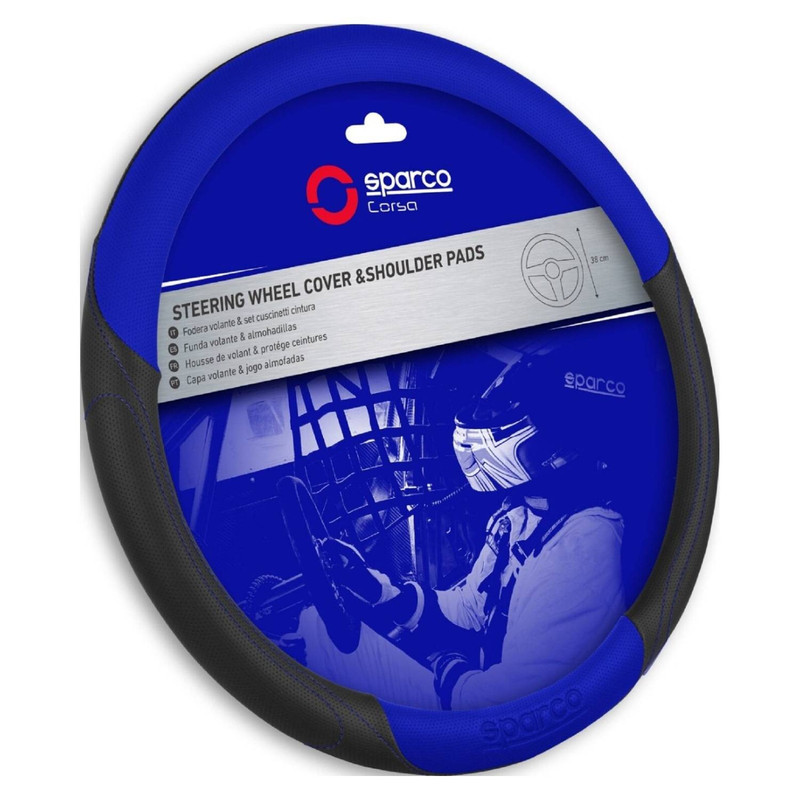 sparco
Corsa
STEERING WHEEL COVER &SHOULDER PADS
38 cm
IT Fodera volante & set cuscinetti cintura
ES Funda volante & almohadillas
FR Housse de volant & protège ceintures
PT Capa volante & jogo almofadas
sparco
sparco